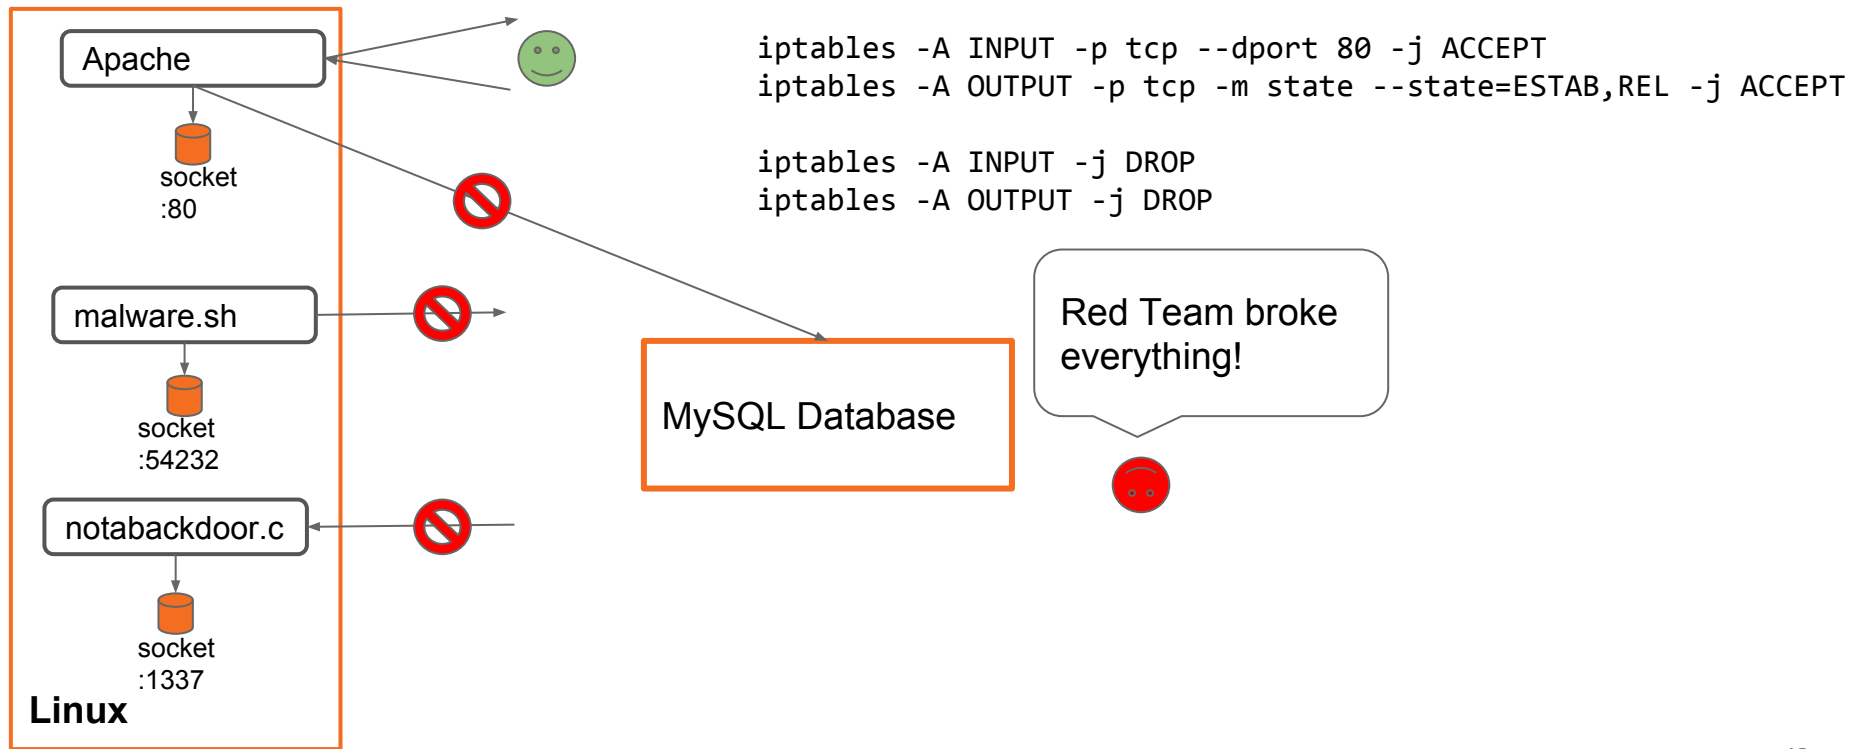 Apache
socket
:80
malware.sh
socket
:54232
notabackdoor.c
socket
:1337
Linux
iptables -A INPUT -p tcp --dport 80 -j ACCEPT
iptables -A OUTPUT -p tcp -m state --state=ESTAB,REL -j ACCEPT
iptables -A INPUT -j DROP
iptables -A OUTPUT -j DROP
MySQL Database
Red Team broke
everything!